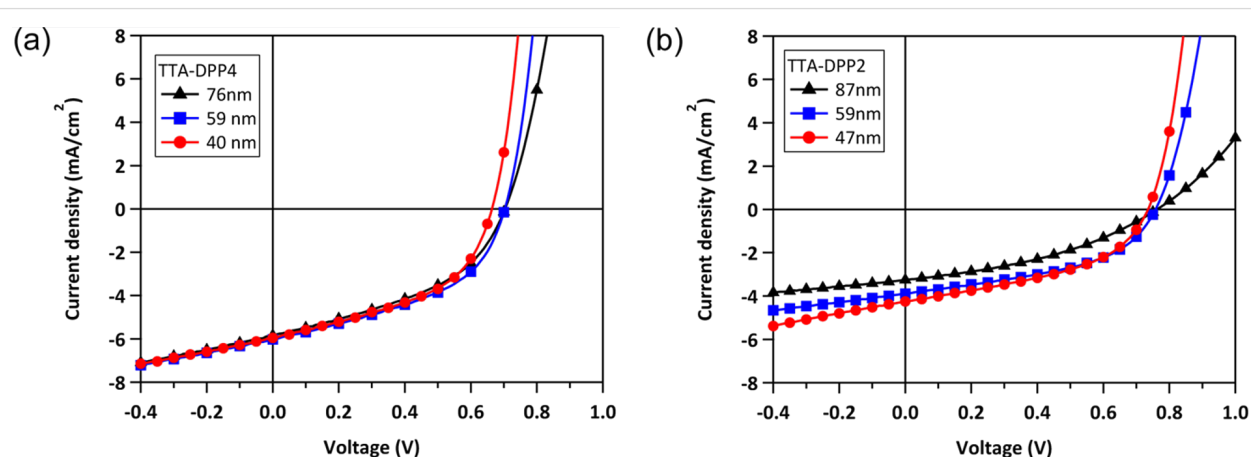 (a)
Current density (mA/cm²)
8
6
4
2
0
-2
-4
-6
-8
TTA-DPP4
76nm
59 nm
40 nm
-0.4 -0.2 0.0 0.2 0.4 0.6 0.8 1.0
Voltage (V)
(b)
Current density (mA/cm²)
8
6
4
2
0
-2
-4
-6
-8
TTA-DPP2
87nm
59nm
47nm
-0.4 -0.2 0.0 0.2 0.4 0.6 0.8 1.0
Voltage (V)